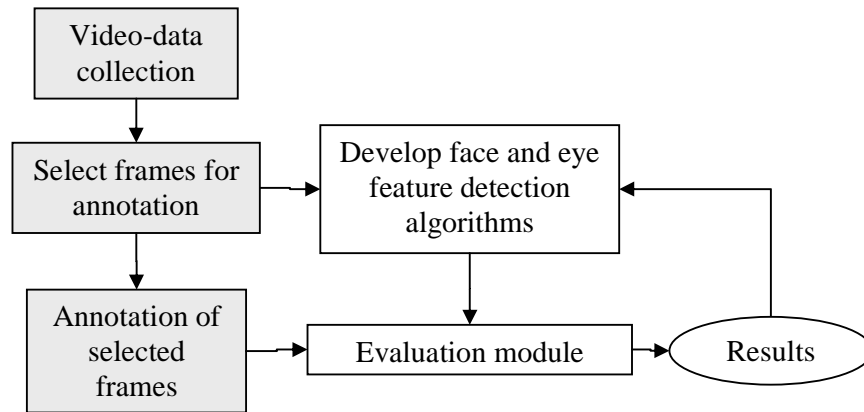 Video-data
collection
Select frames for
annotation
Develop face and eye
feature detection
algorithms
Annotation of
selected
frames
Evaluation module
Results